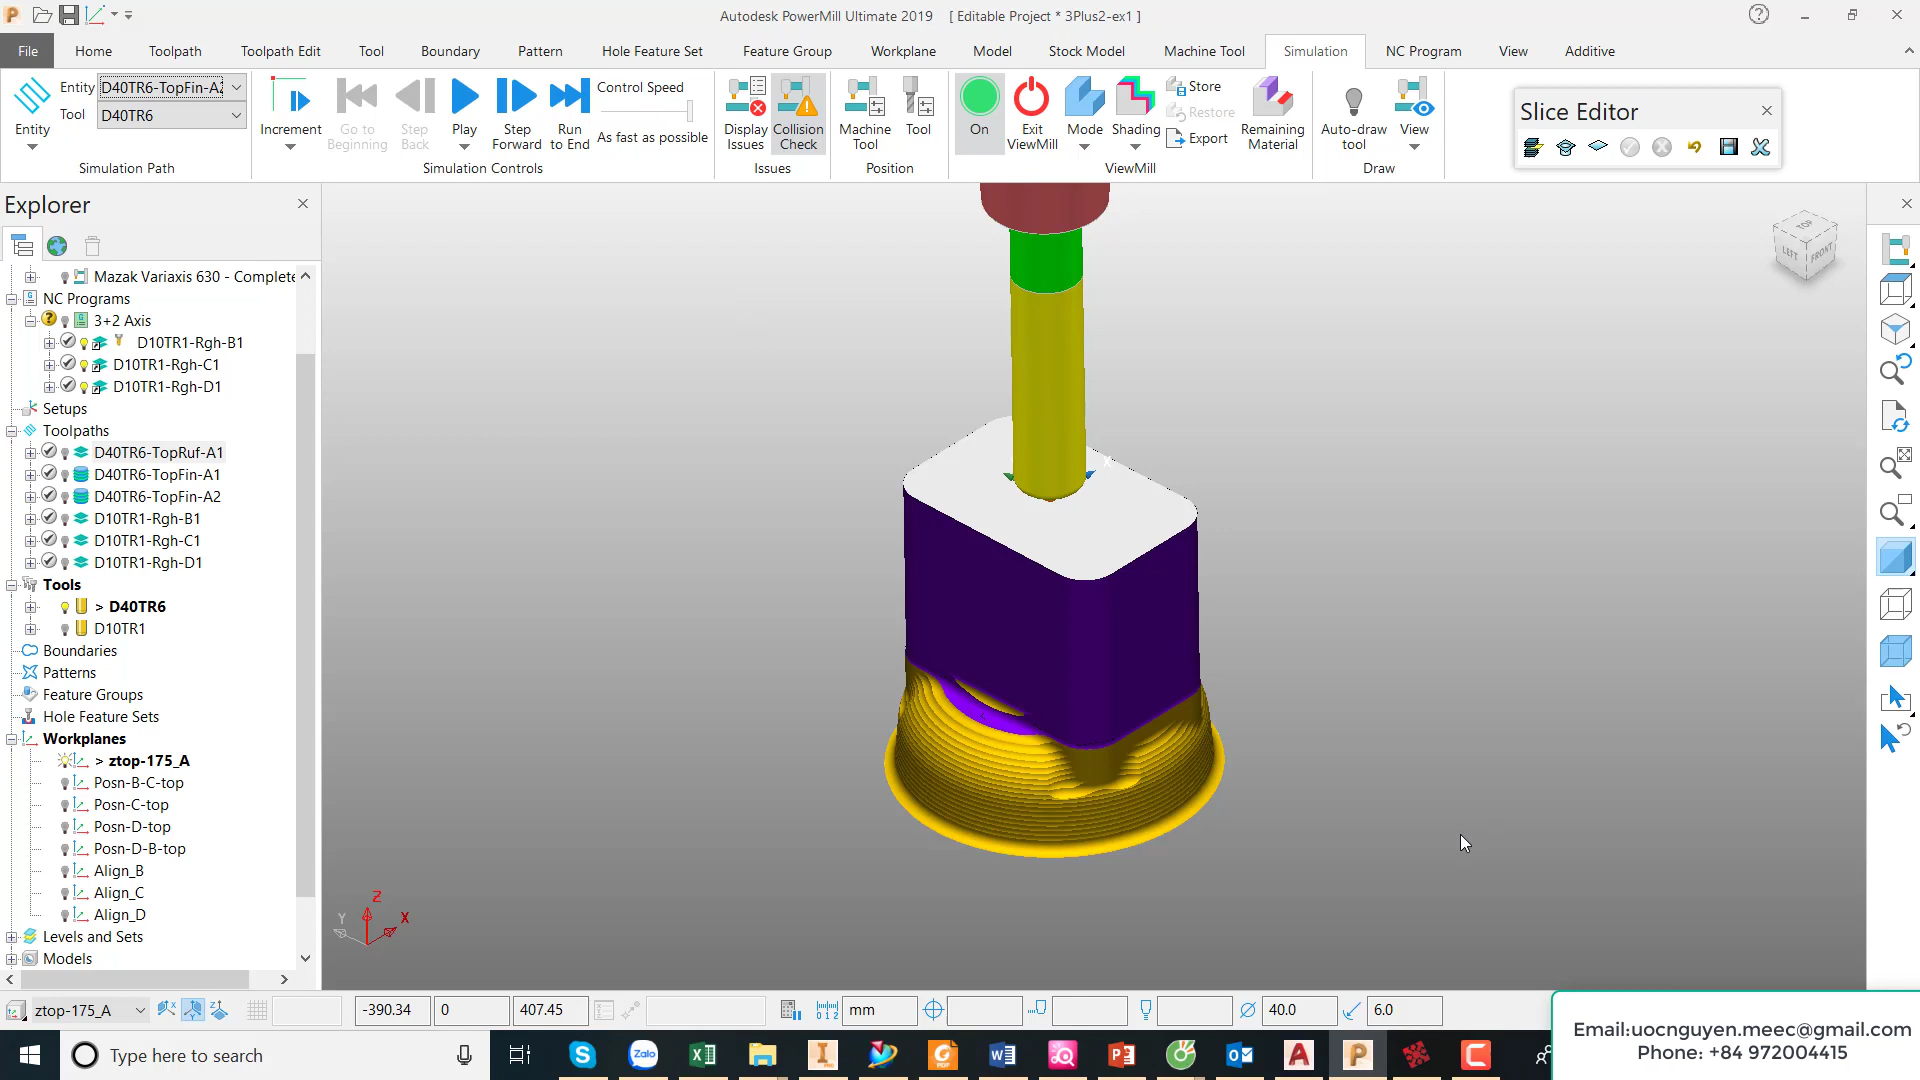 Autodesk PowerMill Ultimate 2019 [ Editable Project * 3Plus2-ex1 ]
File Home Toolpath Toolpath Edit Tool Boundary Pattern Hole Feature Set Feature Group Workplane Model Stock Model Machine Tool Simulation NC Program View Additive
Entity
Entity D40TR6-TopFin-A2
Tool D40TR6
Simulation Path
Increment
Go to Beginning
Step Back
Play
Step Forward
Run to End
Control Speed
As fast as possible
Simulation Controls
Display Issues
Collision Check
Issues
Machine Tool
Tool
Position
On
Exit ViewMill
Mode
Shading
Store
Restore
Export
Remaining Material
ViewMill
Auto-draw tool
View
Draw
Slice Editor
Explorer
Mazak Variaxis 630 - Complete
NC Programs
3+2 Axis
D10TR1-Rgh-B1
D10TR1-Rgh-C1
D10TR1-Rgh-D1
Setups
Toolpaths
D40TR6-TopRuf-A1
D40TR6-TopFin-A1
D40TR6-TopFin-A2
D10TR1-Rgh-B1
D10TR1-Rgh-C1
D10TR1-Rgh-D1
Tools
> D40TR6
D10TR1
Boundaries
Patterns
Feature Groups
Hole Feature Sets
Workplanes
> ztop-175_A
Posn-B-C-top
Posn-C-top
Posn-D-top
Posn-D-B-top
Align_B
Align_C
Align_D
Levels and Sets
Models
TOP
LEFT
FRONT
X
Z
Y
X
ztop-175_A -390.34 0 407.45 mm 40.0 6.0
Type here to search
Zalo
Email:uocnguyen.meec@gmail.com
Phone: +84 972004415